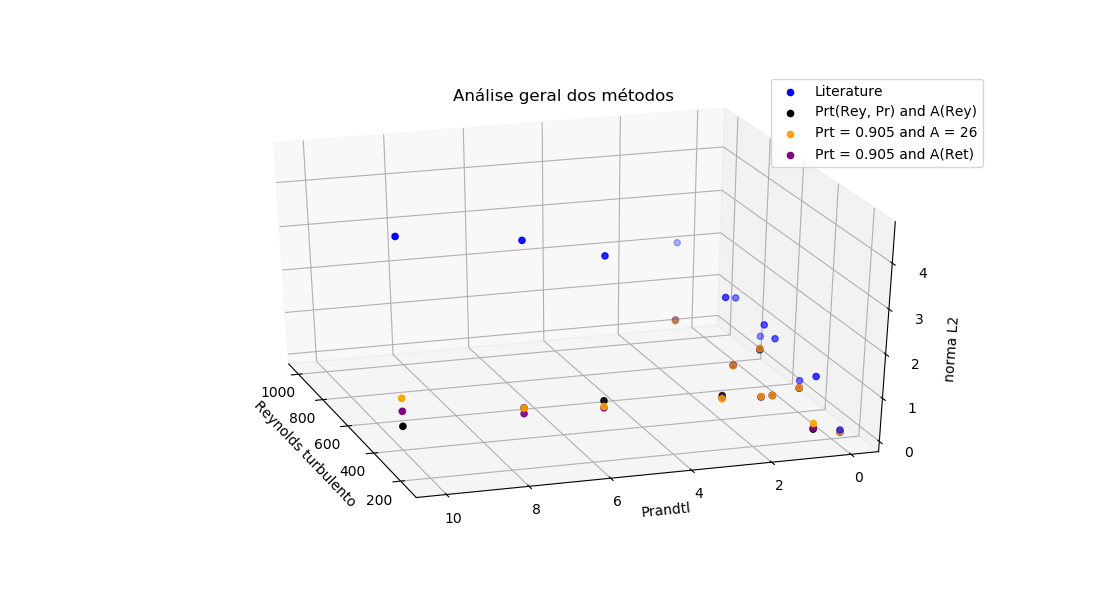 Análise geral dos métodos
Literature
Prt(Rey, Pr) and A(Rey)
Prt = 0.905 and A = 26
Prt = 0.905 and A(Ret)
4
3
2
1
0
norma L2
1000
800
600
400
200
Reynolds turbulento
10
8
6
4
2
0
Prandtl